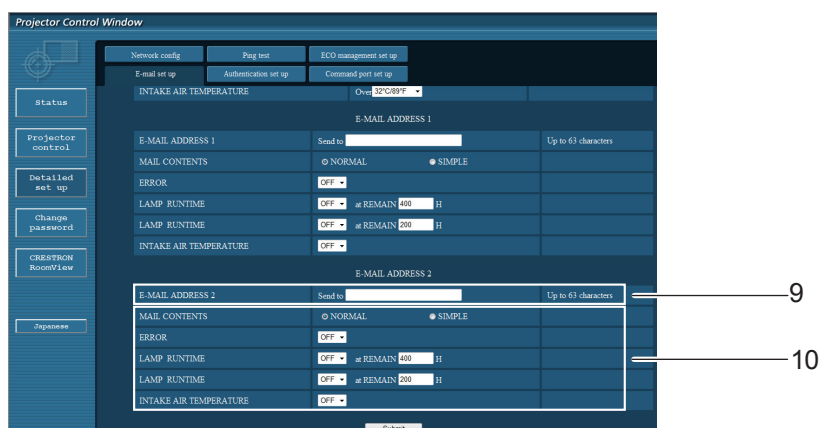 Projector Control Window
Network config Ping test ECO management set up
E-mail set up Authentication set up Command port set up
Status
Projector control
Detailed set up
Change password
CRESTRON RoomView
Japanese
INTAKE AIR TEMPERATURE Over 32°C/89°F
E-MAIL ADDRESS 1
E-MAIL ADDRESS 1 Send to Up to 63 characters
MAIL CONTENTS NORMAL SIMPLE
ERROR OFF
LAMP RUNTIME OFF at REMAIN 400 H
LAMP RUNTIME OFF at REMAIN 200 H
INTAKE AIR TEMPERATURE OFF
E-MAIL ADDRESS 2
E-MAIL ADDRESS 2 Send to Up to 63 characters 9
MAIL CONTENTS NORMAL SIMPLE
ERROR OFF
LAMP RUNTIME OFF at REMAIN 400 H 10
LAMP RUNTIME OFF at REMAIN 200 H
INTAKE AIR TEMPERATURE OFF
Submit